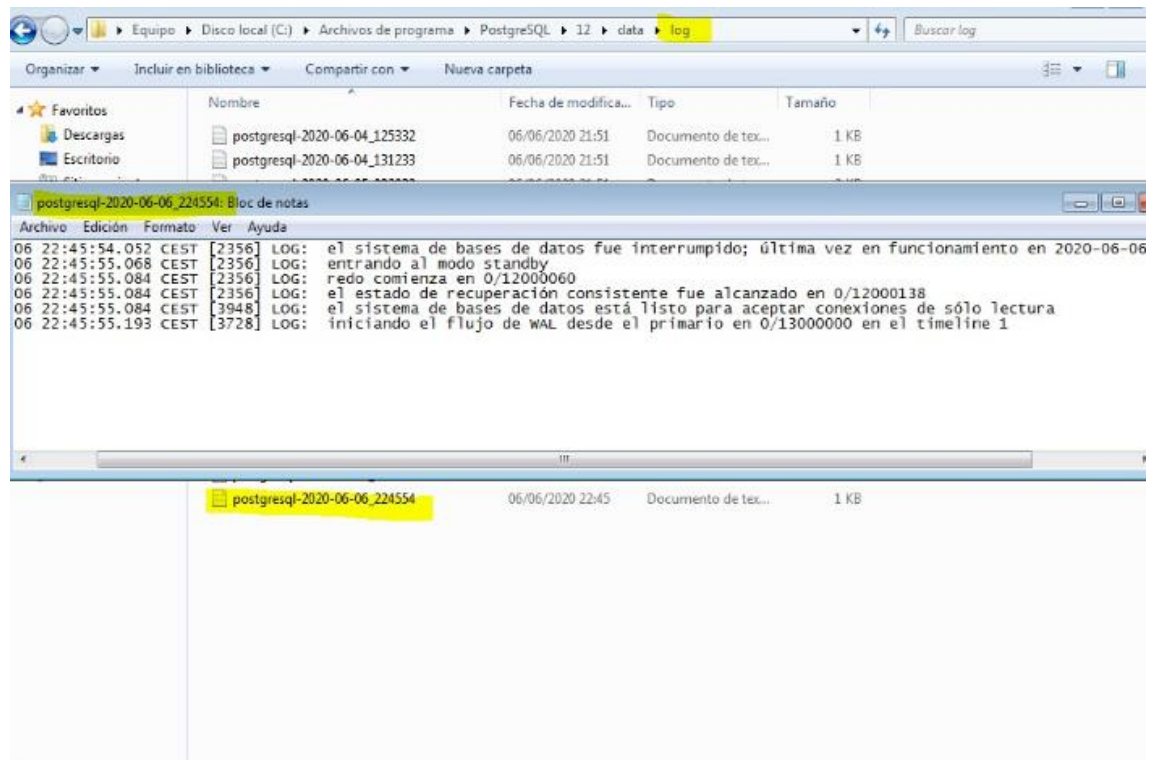 Equipo ▸ Disco local (C:) ▸ Archivos de programa ▸ PostgreSQL ▸ 12 ▸ data ▸ log
Buscar log
Organizar Incluir en biblioteca Compartir con Nueva carpeta
Favoritos
Descargas
Escritorio
Nombre Fecha de modifica... Tipo Tamaño
postgresql-2020-06-04_125332 06/06/2020 21:51 Documento de tex... 1 KB
postgresql-2020-06-04_131233 06/06/2020 21:51 Documento de tex... 1 KB
postgresql-2020-06-06_224554: Bloc de notas
Archivo Edición Formato Ver Ayuda
06 22:45:54.052 CEST [2356] LOG: el sistema de bases de datos fue interrumpido; última vez en funcionamiento en 2020-06-06
06 22:45:55.068 CEST [2356] LOG: entrando al modo standby
06 22:45:55.084 CEST [2356] LOG: redo comienza en 0/12000060
06 22:45:55.084 CEST [2356] LOG: el estado de recuperación consistente fue alcanzado en 0/12000138
06 22:45:55.084 CEST [3948] LOG: el sistema de bases de datos está listo para aceptar conexiones de sólo lectura
06 22:45:55.193 CEST [3728] LOG: iniciando el flujo de WAL desde el primario en 0/13000000 en el timeline 1
postgresql-2020-06-06_224554 06/06/2020 22:45 Documento de tex... 1 KB